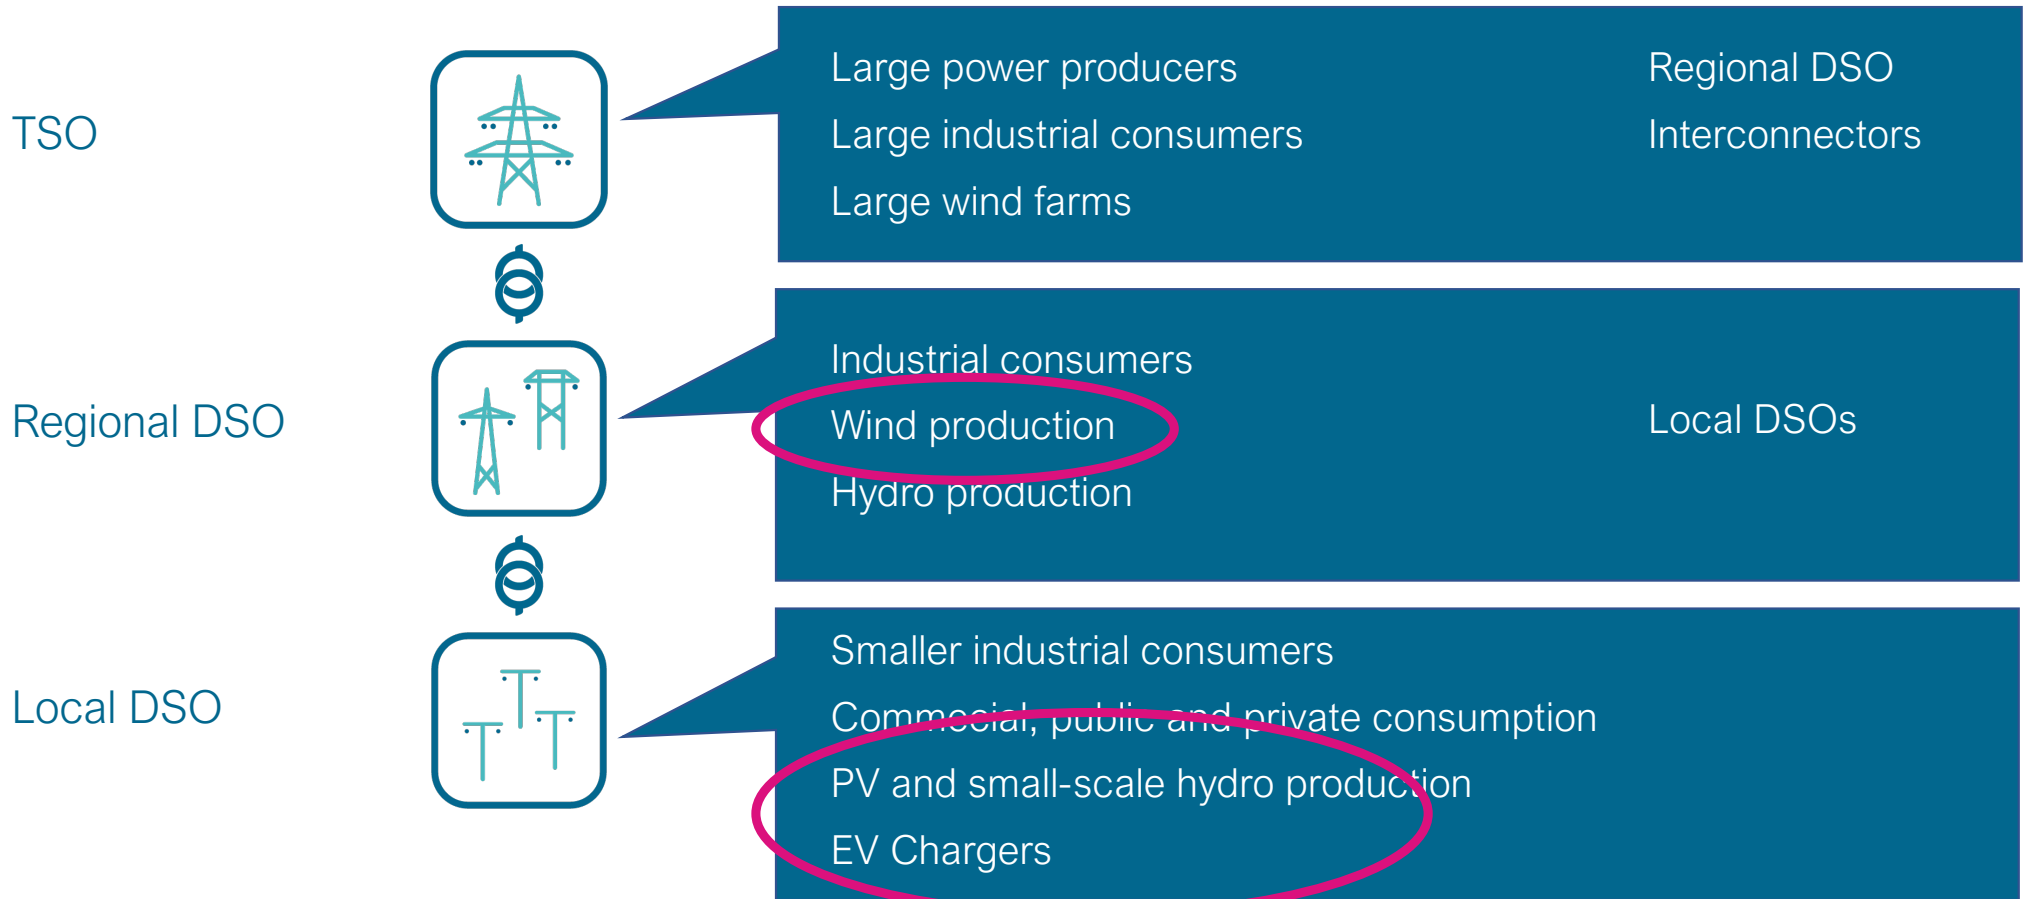 TSO
Large power producers
Large industrial consumers
Large wind farms
Regional DSO
Interconnectors
Regional DSO
Industrial consumers
Wind production
Hydro production
Local DSOs
Local DSO
Smaller industrial consumers
Commecial, public and private consumption
PV and small-scale hydro production
EV Chargers